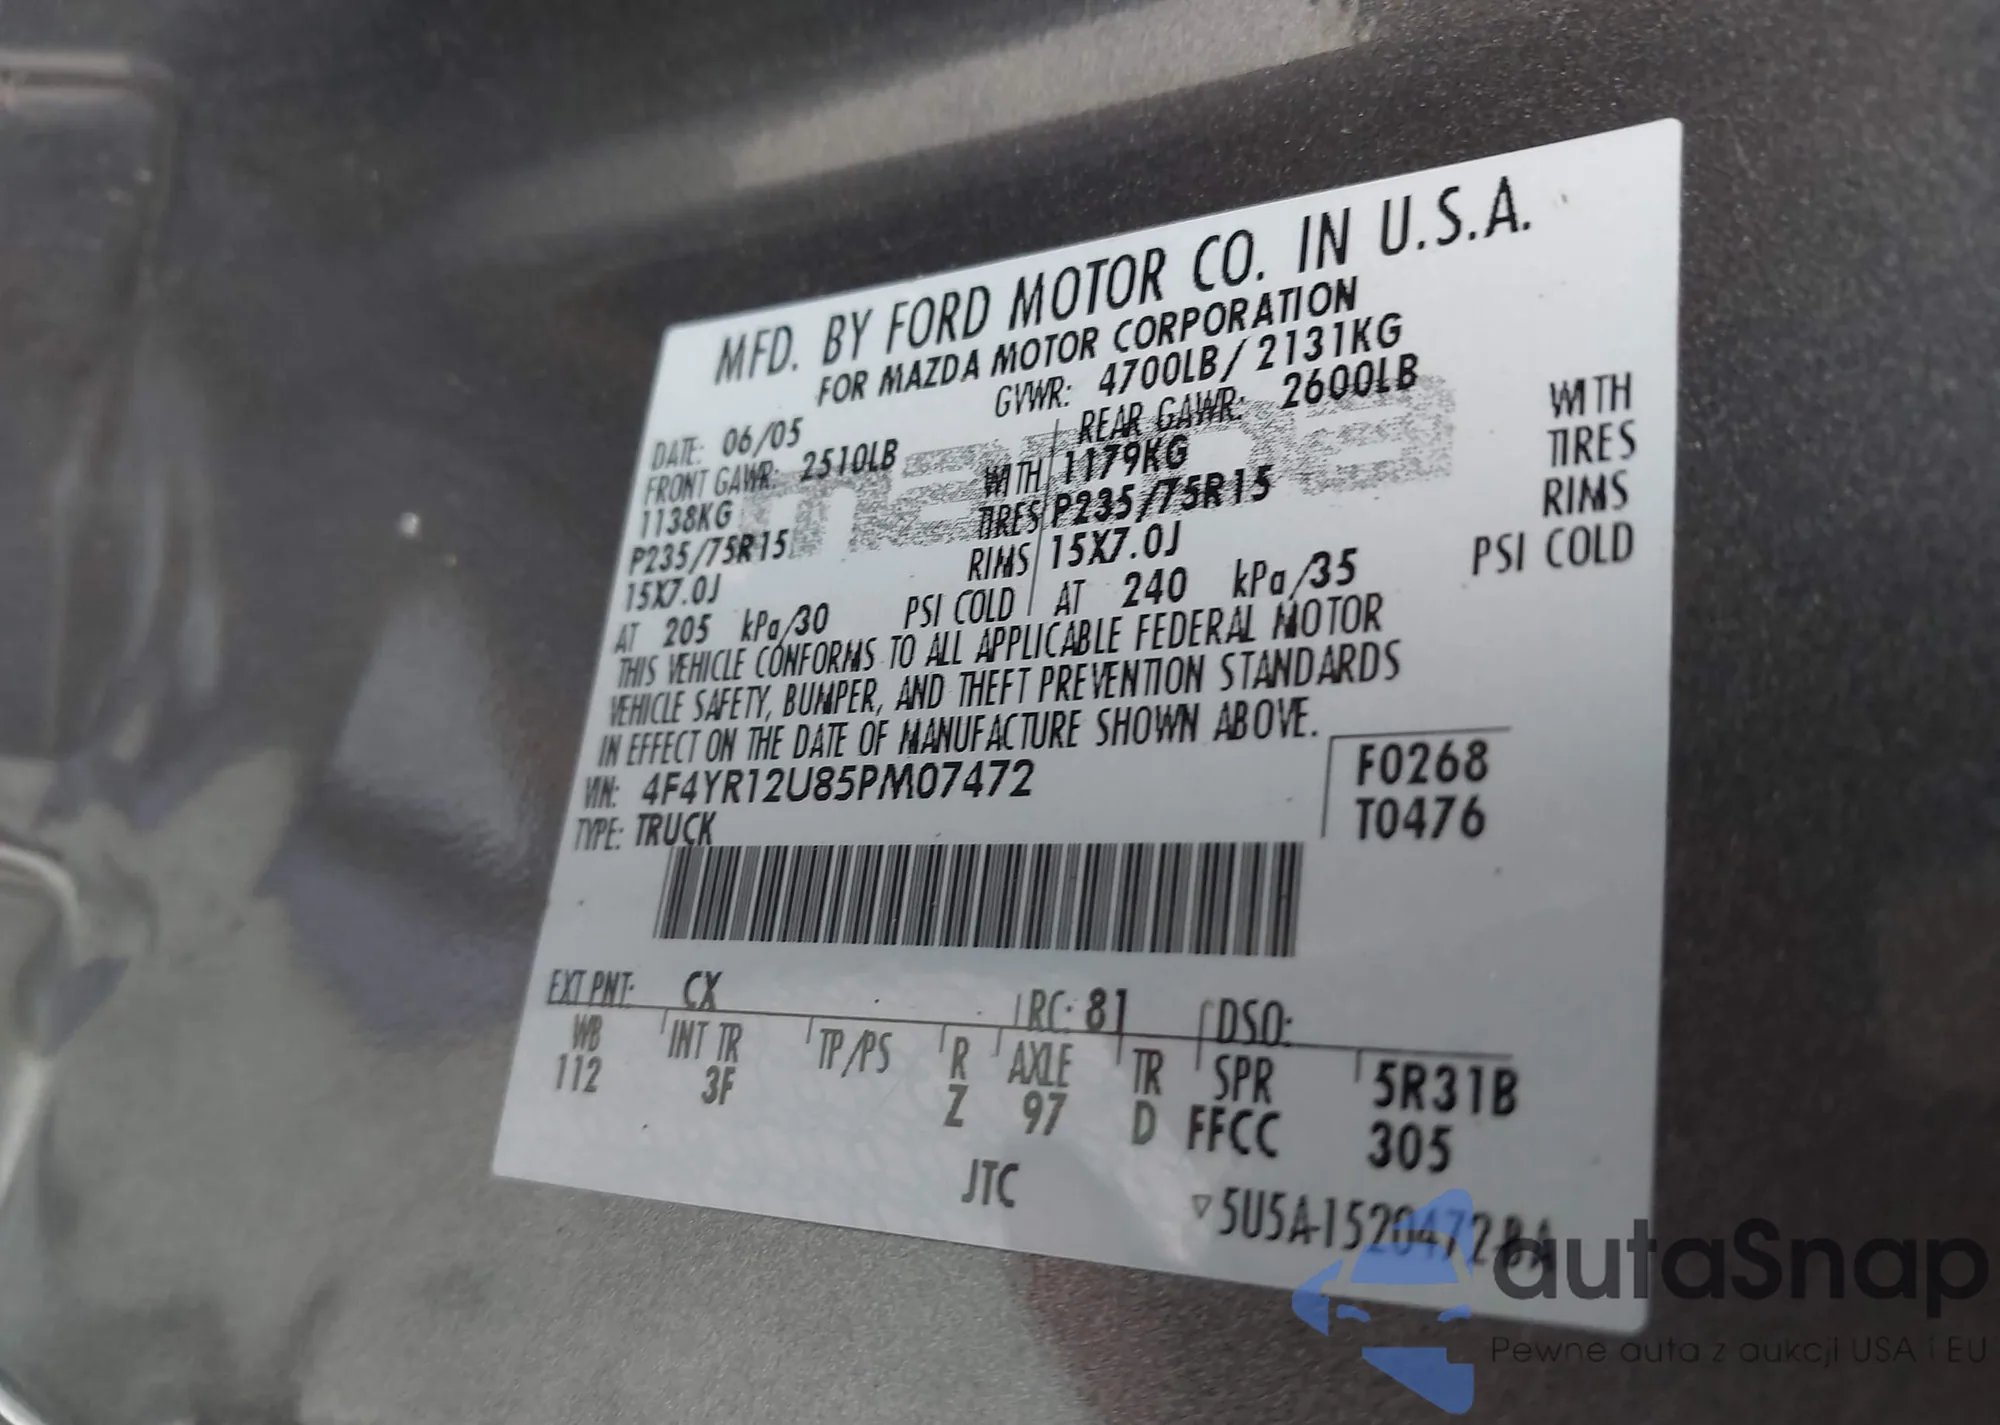 MFD. BY FORD MOTOR CO. IN U.S.A.
FOR MAZDA MOTOR CORPORATION
DATE: 06/05 GVWR: 4700LB/ 2131KG
FRONT GAWR: 2510LB REAR GAWR: 2600LB
1138KG WITH 1179KG WITH
P235/75R15 TIRES P235/75R15 TIRES
15X7.0J RIMS 15X7.0J RIMS
AT 205 kPa/30 PSI COLD AT 240 kPa/35 PSI COLD
mazda
THIS VEHICLE CONFORMS TO ALL APPLICABLE FEDERAL MOTOR
VEHICLE SAFETY, BUMPER, AND THEFT PREVENTION STANDARDS
IN EFFECT ON THE DATE OF MANUFACTURE SHOWN ABOVE.
VIN: 4F4YR12U85PM07472 F0268
TYPE: TRUCK T0476
EXT PNT: CX RC: 81 DSO:
WB INT TR TP/PS R AXLE TR SPR 5R31B
112 3F Z 97 D FFCC 305
JTC ▽5U5A-1520472-BA
autaSnap
Pewne auta z aukcji USA i EU